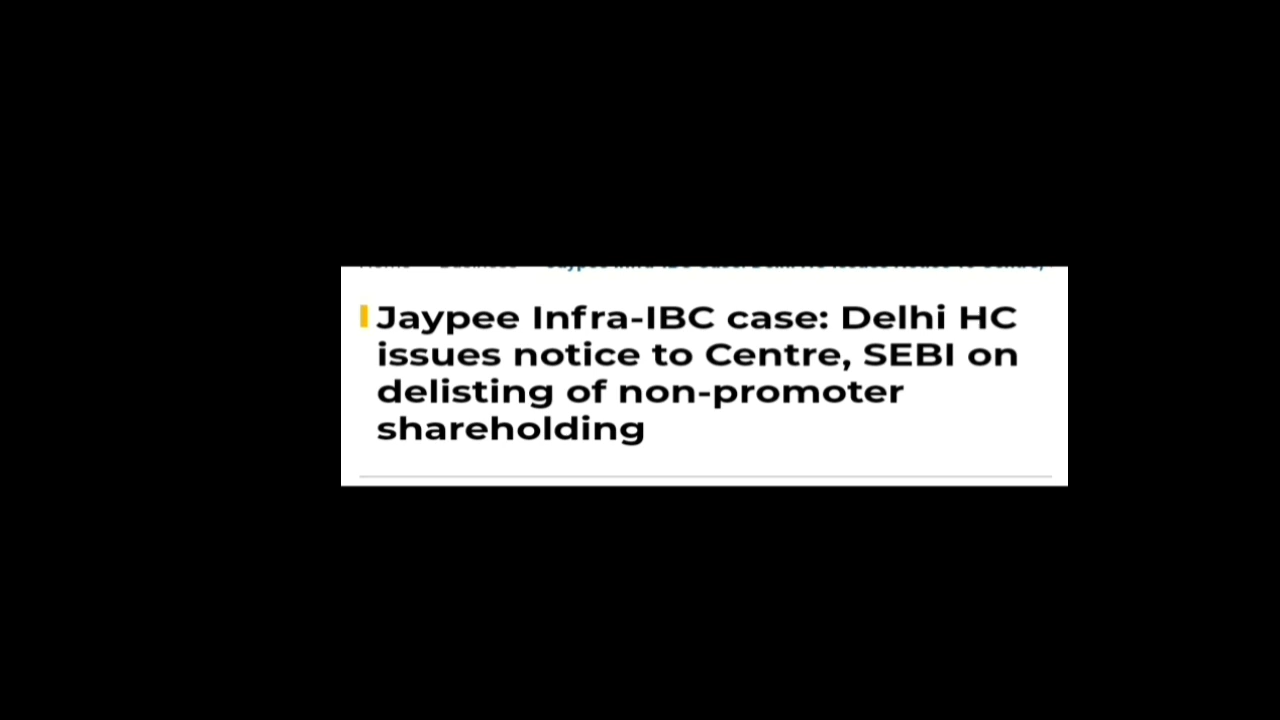 Jaypee Infra-IBC case: Delhi HC
issues notice to Centre, SEBI on
delisting of non-promoter
shareholding